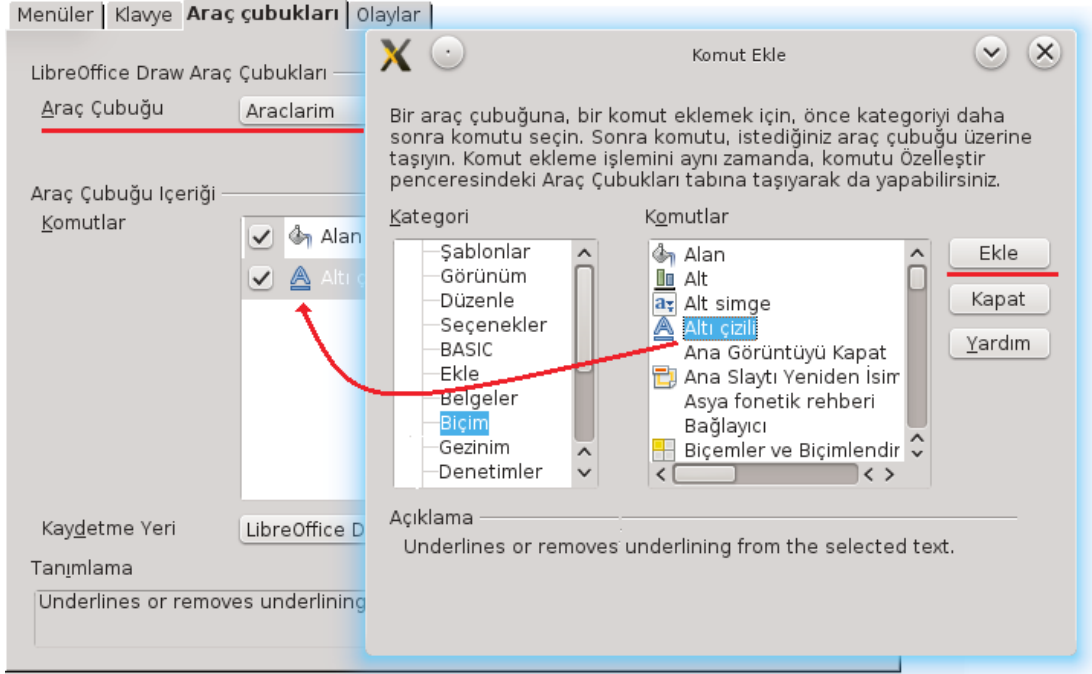 Menüler Klavye Araç çubukları Olaylar
LibreOffice Draw Araç Çubukları
Araç Çubuğu Araclarim
Araç Çubuğu İçeriği
Komutlar
Alan
Altı ç
Kaydetme Yeri LibreOffice D
Tanımlama
Underlines or removes underlining
Komut Ekle
Bir araç çubuğuna, bir komut eklemek için, önce kategoriyi daha
sonra komutu seçin. Sonra komutu, istediğiniz araç çubuğu üzerine
taşıyın. Komut ekleme işlemini aynı zamanda, komutu Özelleştir
penceresindeki Araç Çubukları tabına taşıyarak da yapabilirsiniz.
Kategori
Şablonlar
Görünüm
Düzenle
Seçenekler
BASIC
Ekle
Belgeler
Biçim
Gezinim
Denetimler
Komutlar
Alan
Alt
Alt simge
Altı çizili
Ana Görüntüyü Kapat
Ana Slaytı Yeniden İsim
Asya fonetik rehberi
Bağlayıcı
Biçemler ve Biçimlendir
Ekle
Kapat
Yardım
Açıklama
Underlines or removes underlining from the selected text.